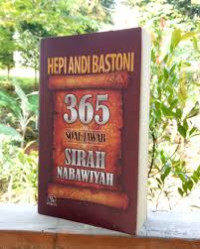 HEPI ANDI BASTONI
365
SOAL-JAWAB
SIRAH
NABAWIYAH